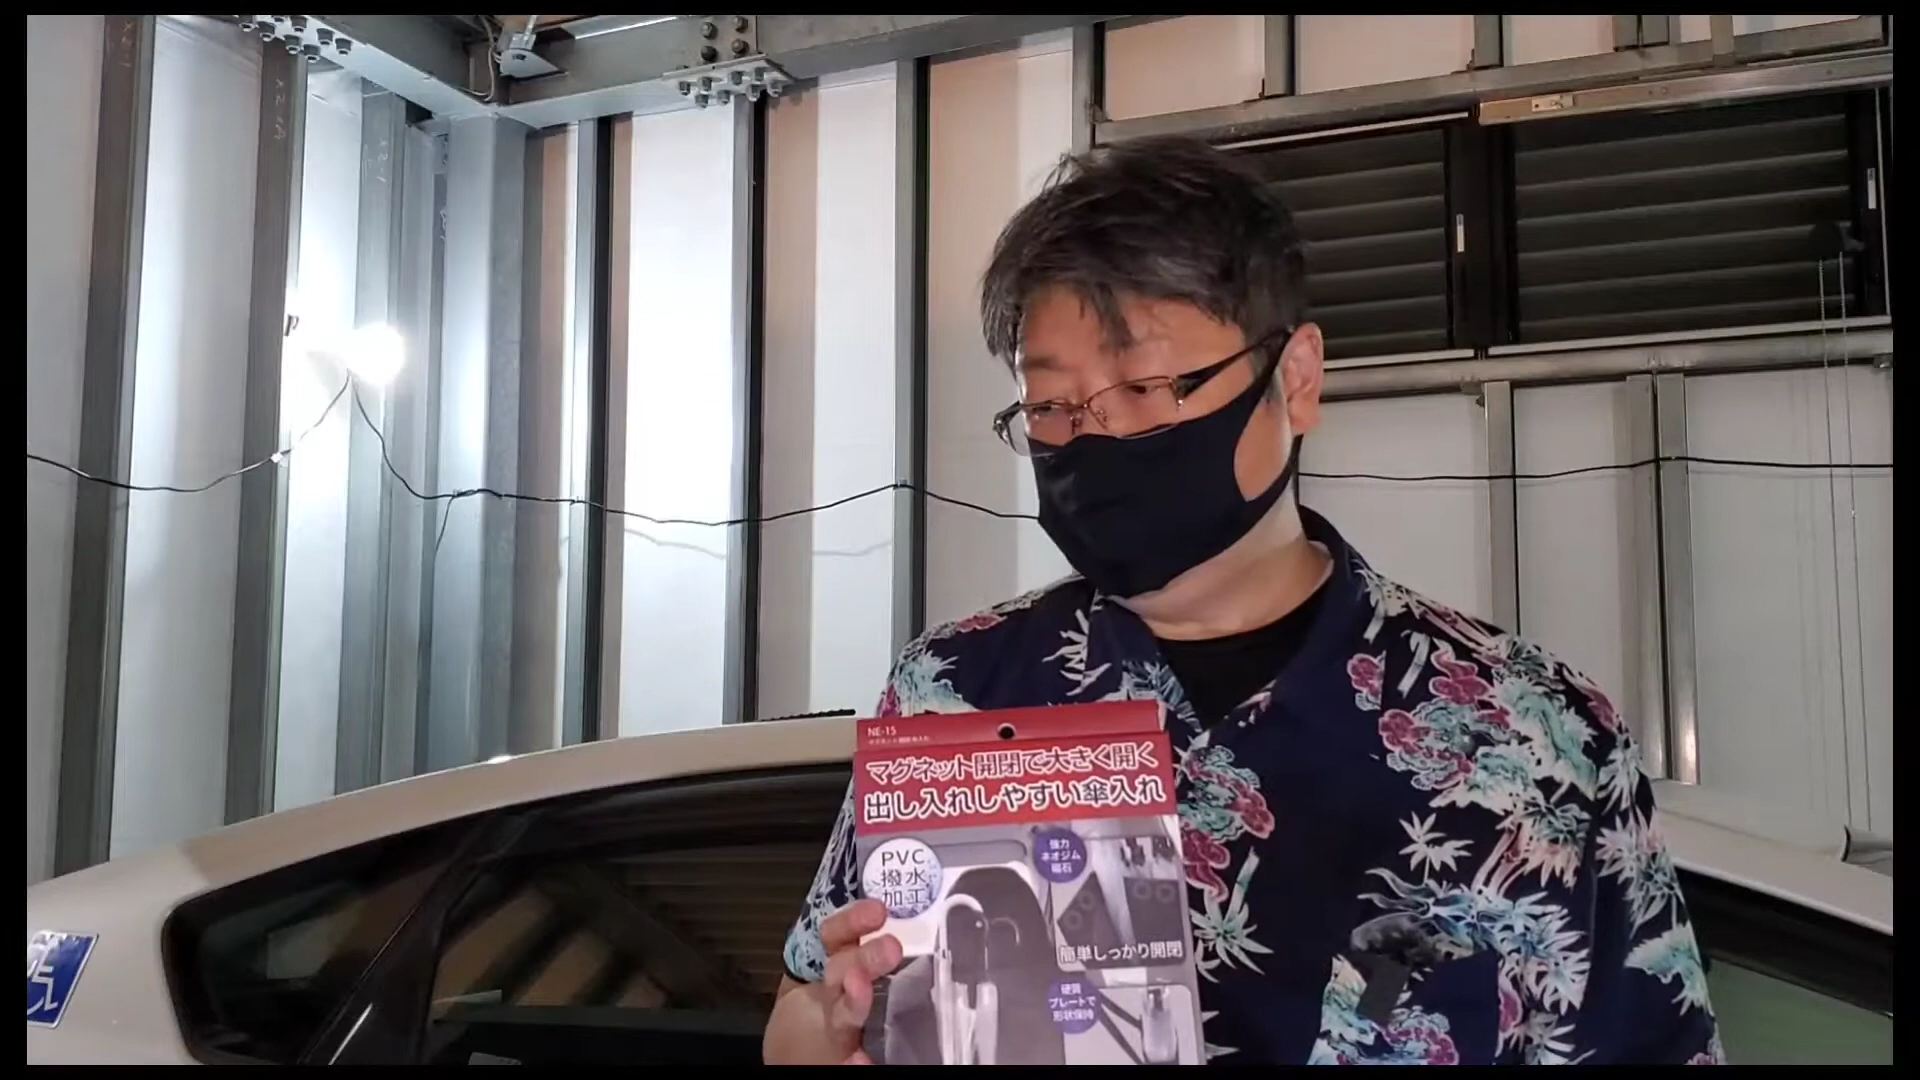 NE-15
マグネット開閉で大きく開く
出し入れしやすい傘入れ
PVC
撥水
加工
強力
ネオジム
磁石
簡単しっかり開閉
硬質
プレートで
形状保持